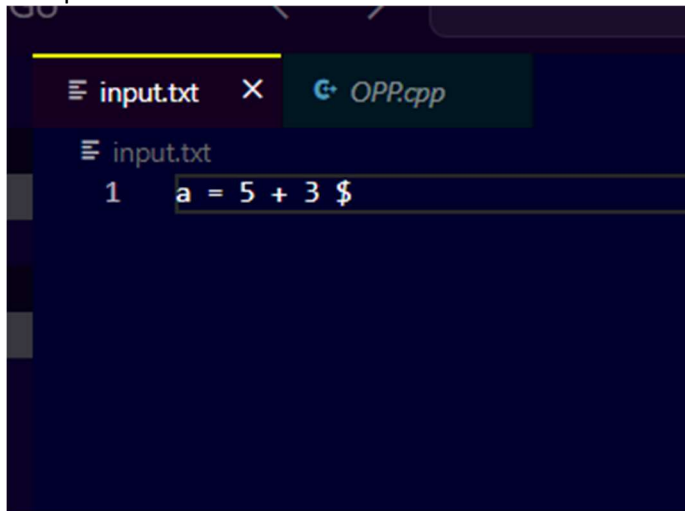 input.txt × OPP.cpp
input.txt
1 a = 5 + 3 $